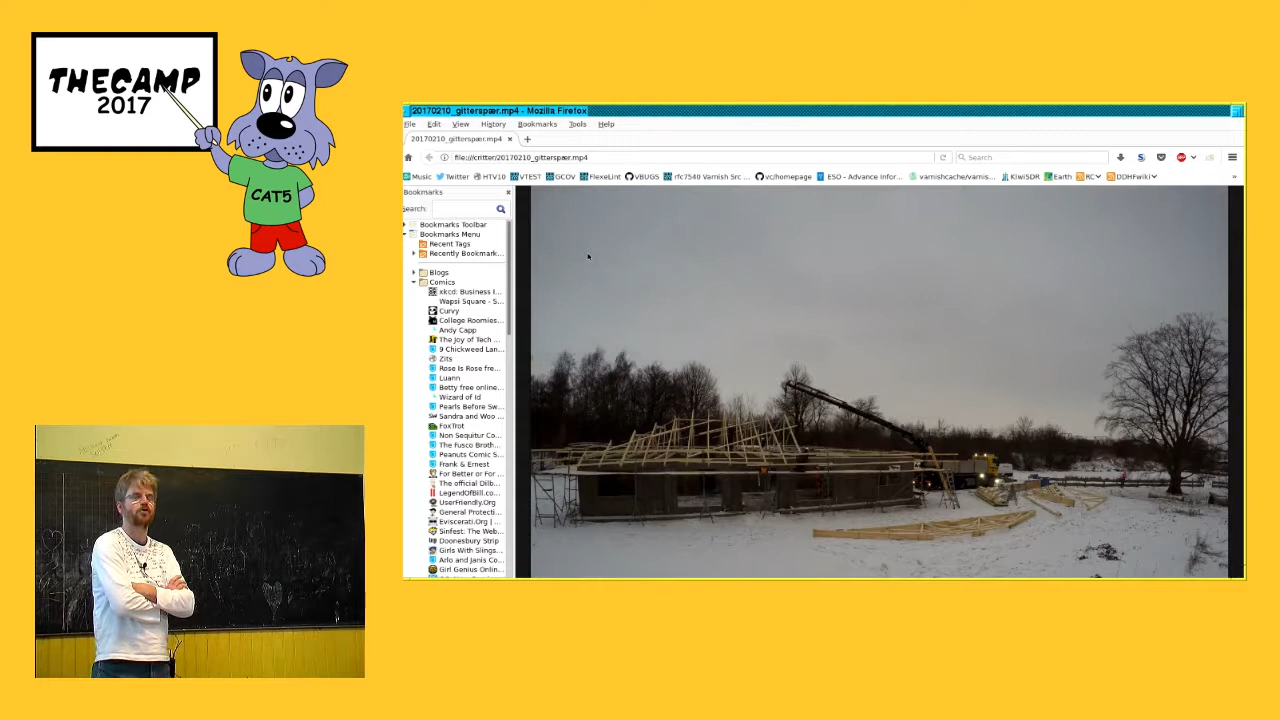 THECAMP
2017
CAT5
20170210_gitterspær.mp4 - Mozilla Firefox
File Edit View History Bookmarks Tools Help
20170210_gitterspær.mp4
file://critter/20170210_gitterspær.mp4
Search
Music Twitter HTV10 VTEST GCOV FlexeLint VBUGS rfc7540 Varnish Src ... vc/homepage ESO - Advance Infor... varnishcache/varnis... KiwiSDR Earth RC DDHFwiki
Bookmarks
Search:
Bookmarks Toolbar
Bookmarks Menu
Recent Tags
Recently Bookmark...
Blogs
Comics
xkcd: Business I...
Wapsi Square - S...
Curvy
College Roomies...
Andy Capp
The Joy of Tech ...
9 Chickweed Lan...
Zits
Rose Is Rose fre...
Luann
Betty free online...
Wizard of Id
Pearls Before Sw...
Sandra and Woo ...
FoxTrot
Non Sequitur Co...
The Fusco Broth...
Peanuts Comic S...
Frank & Ernest
For Better or For ...
The official Dilb...
LegendOfBill.co...
UserFriendly.Org
General Protecti...
Eviscerati.Org | ...
Sinfest: The Web...
Doonesbury Strip
Girls With Slings...
Arlo and Janis Co...
Girl Genius Onlin...